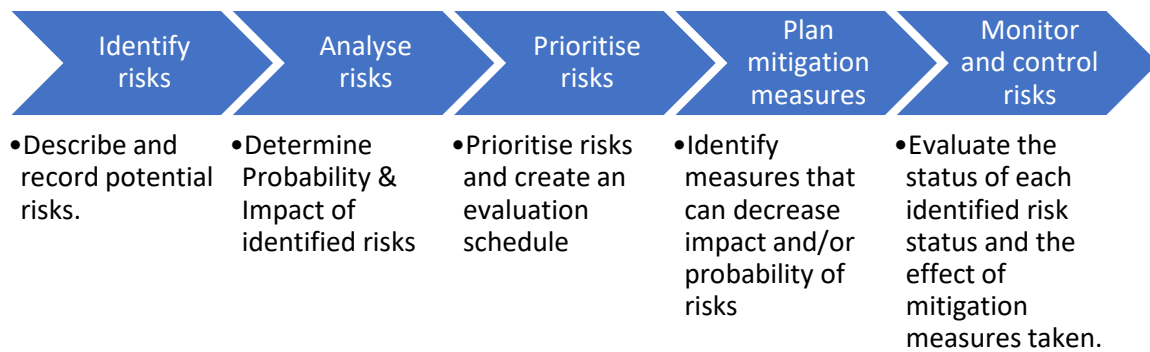 Identify
risks
Analyse
risks
Prioritise
risks
Plan
mitigation
measures
Monitor
and control
risks
•Describe and
record potential
risks.
•Determine
Probability &
Impact of
identified risks
•Prioritise risks
and create an
evaluation
schedule
•Identify
measures that
can decrease
impact and/or
probability of
risks
•Evaluate the
status of each
identified risk
status and the
effect of
mitigation
measures taken.